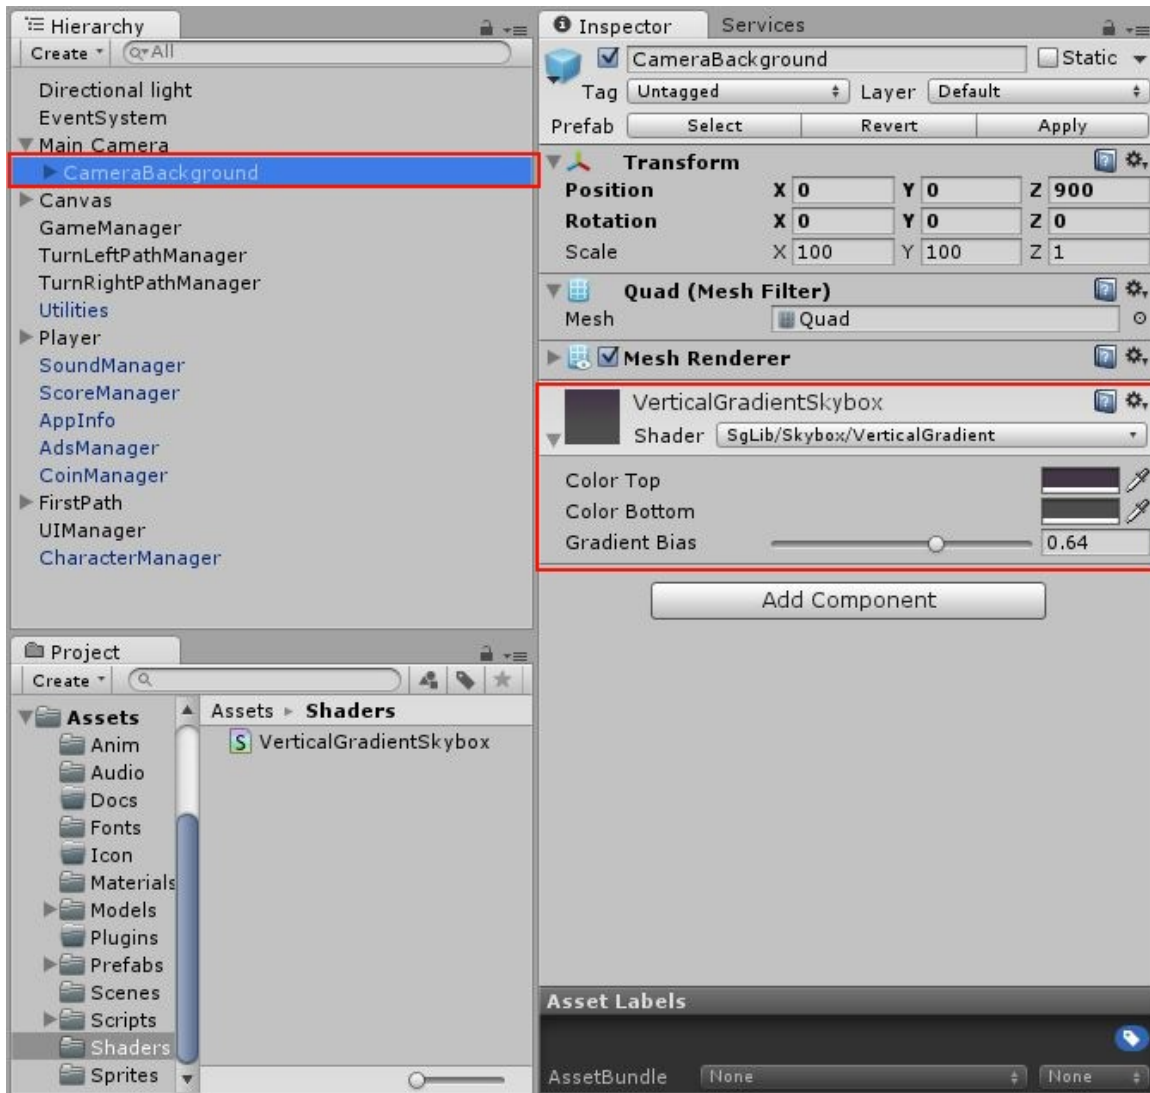 Hierarchy
Create All
Directional light
EventSystem
Main Camera
CameraBackground
Canvas
GameManager
TurnLeftPathManager
TurnRightPathManager
Utilities
Player
SoundManager
ScoreManager
AppInfo
AdsManager
CoinManager
FirstPath
UIManager
CharacterManager
Project
Create
Assets
Anim
Audio
Docs
Fonts
Icon
Materials
Models
Plugins
Prefabs
Scenes
Scripts
Shaders
Sprites
Assets Shaders
S VerticalGradientSkybox
Inspector Services
CameraBackground Static
Tag Untagged Layer Default
Prefab Select Revert Apply
Transform
Position X 0 Y 0 Z 900
Rotation X 0 Y 0 Z 0
Scale X 100 Y 100 Z 1
Quad (Mesh Filter)
Mesh Quad
Mesh Renderer
VerticalGradientSkybox
Shader SgLib/Skybox/VerticalGradient
Color Top
Color Bottom
Gradient Bias 0.64
Add Component
Asset Labels
AssetBundle None None